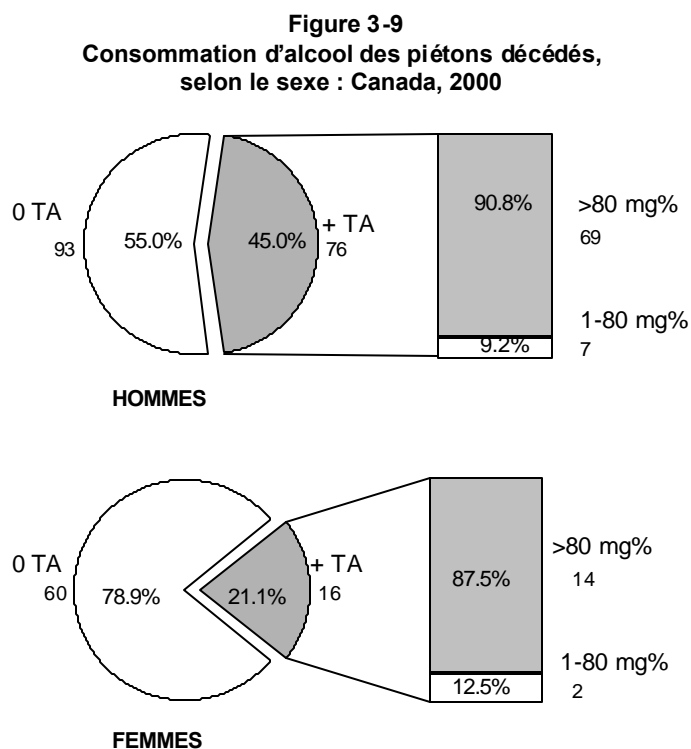 Figure 3-9
Consommation d'alcool des piétons décédés,
selon le sexe : Canada, 2000
0 TA
93
55.0%
45.0%
+ TA
76
90.8%
>80 mg%
69
9.2%
1-80 mg%
7
HOMMES
0 TA
60
78.9%
21.1%
+ TA
16
87.5%
>80 mg%
14
12.5%
1-80 mg%
2
FEMMES